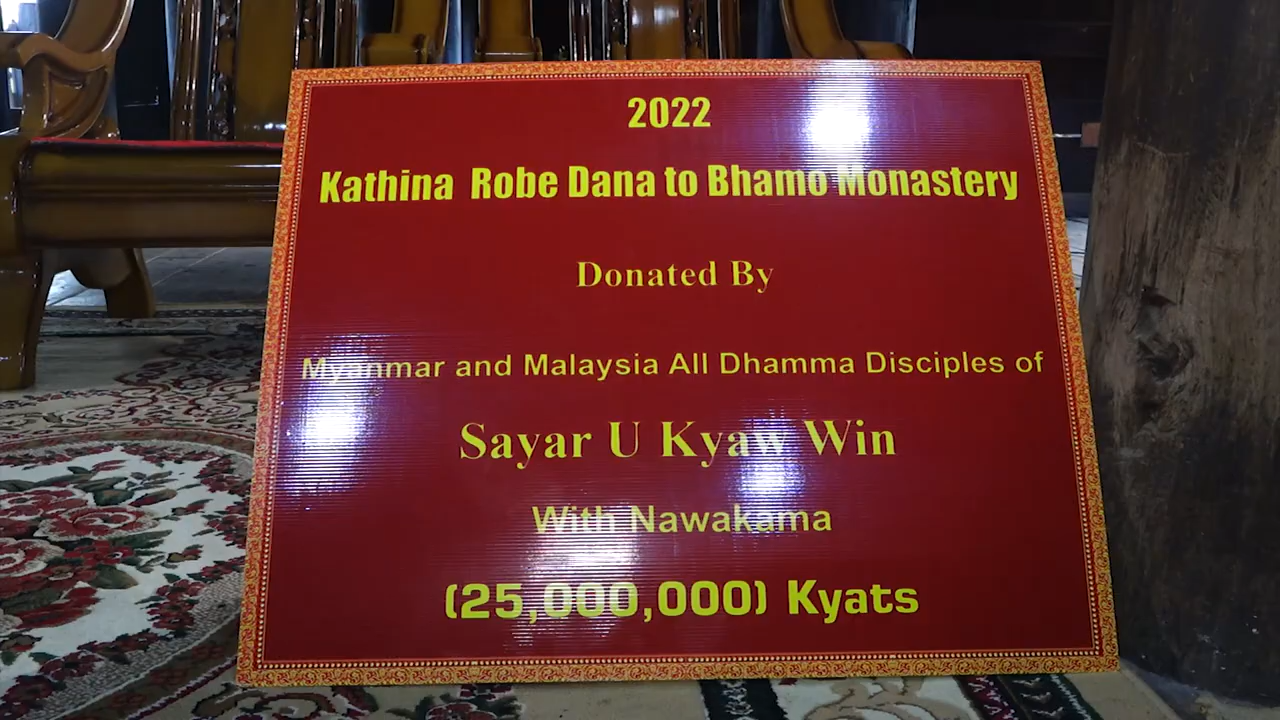 2022
Kathina Robe Dana to Bhamo Monastery
Donated By
Myanmar and Malaysia All Dhamma Disciples of
Sayar U Kyaw Win
With Nawakama
(25,000,000) Kyats